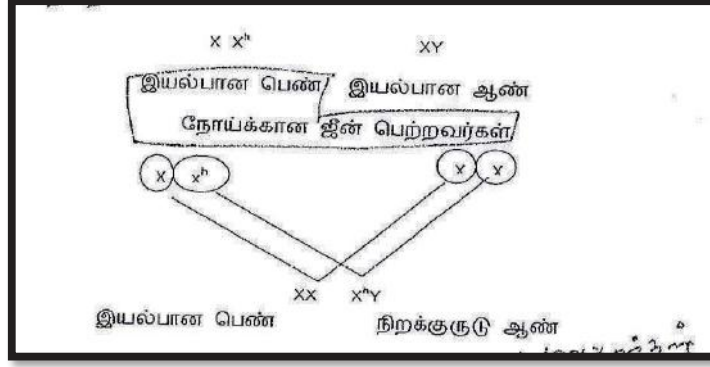 X Xʰ XY
இயல்பான பெண் இயல்பான ஆண்
நோய்க்கான ஜீன் பெற்றவர்கள்
X xʰ X X
XX XʰY
இயல்பான பெண் நிறக்குருடு ஆண்